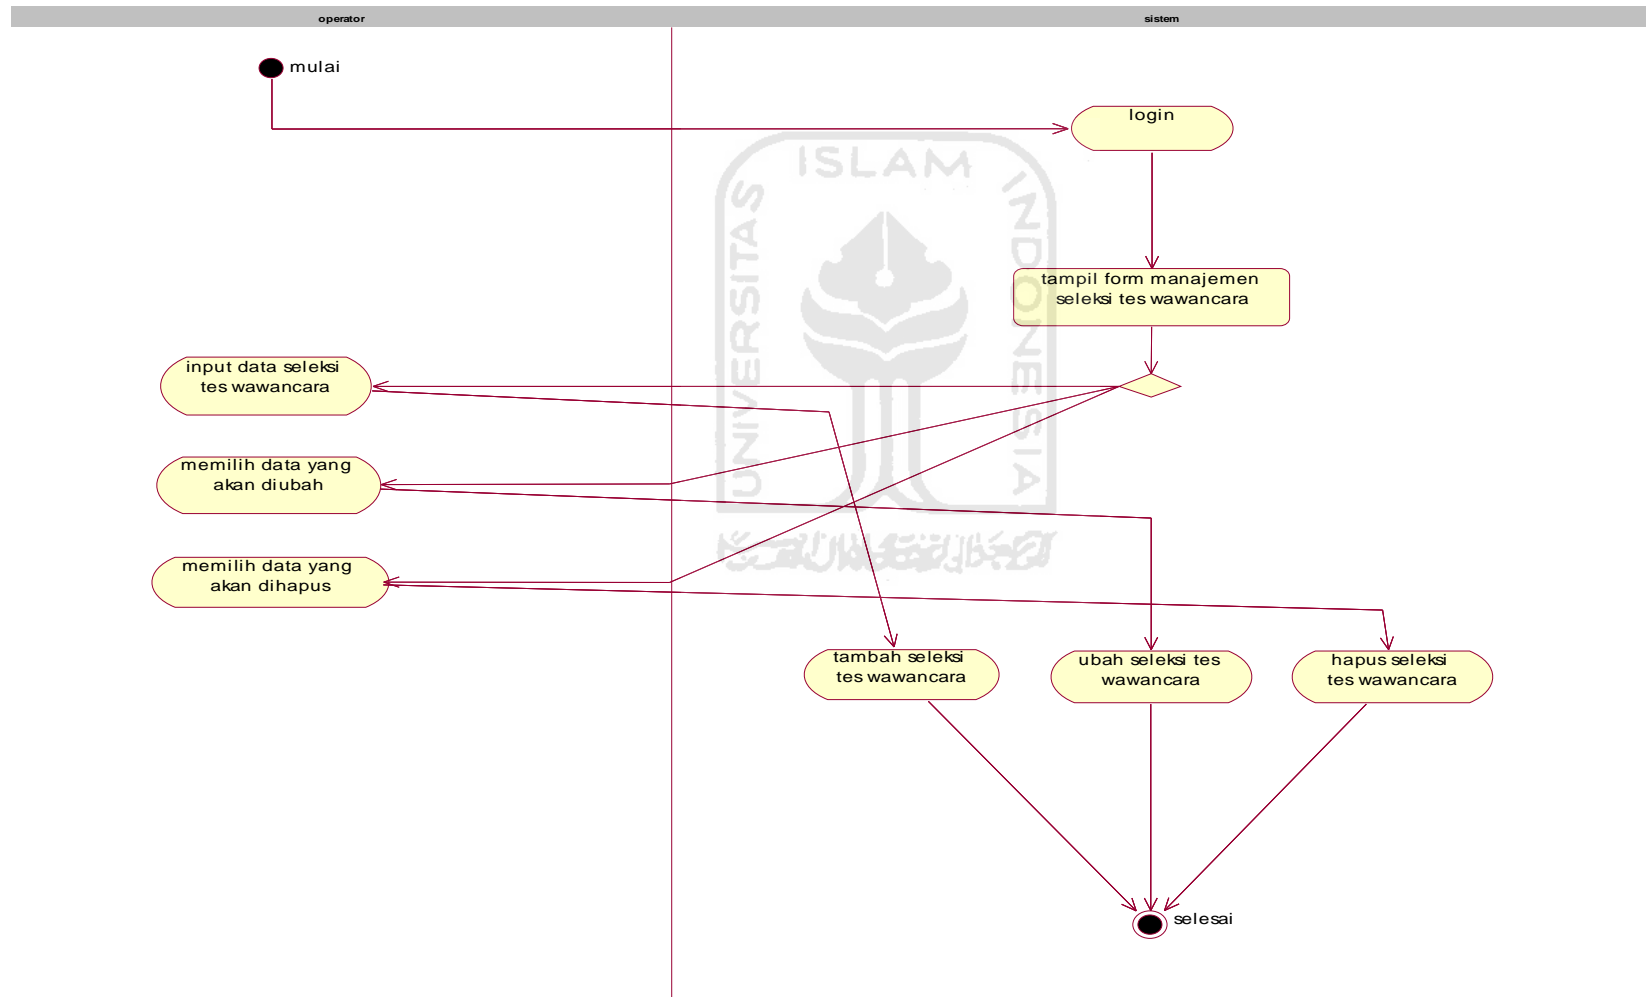 operator
sistem
mulai
login
ISLAM
UNIVERSITAS
INDONESIA
tampil form manajemen
seleksi tes wawancara
input data seleksi
tes wawancara
memilih data yang
akan diubah
memilih data yang
akan dihapus
tambah seleksi
tes wawancara
ubah seleksi tes
wawancara
hapus seleksi
tes wawancara
selesai